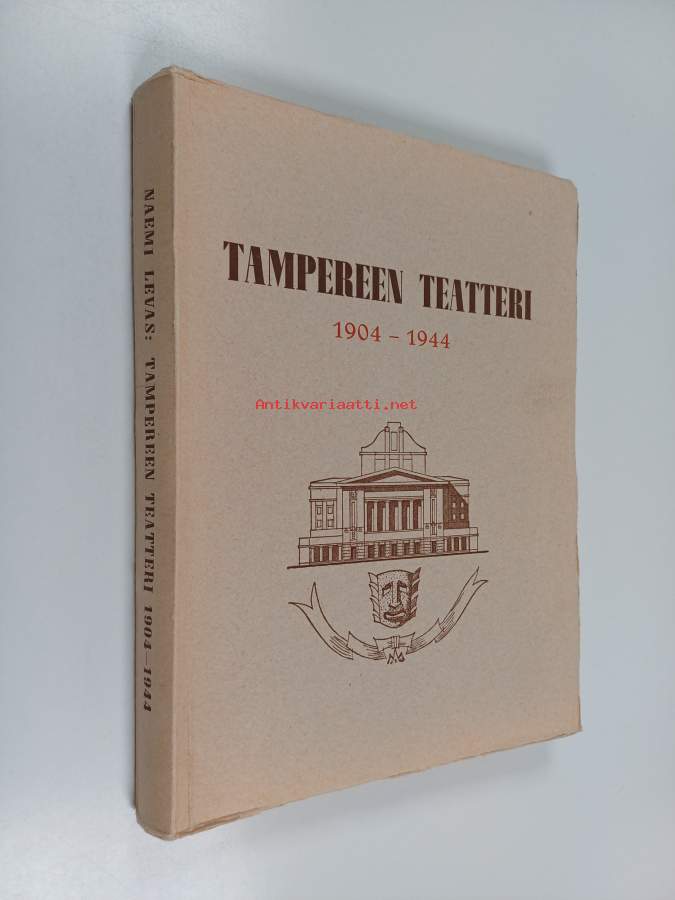 NAEMI LEVAS: TAMPEREEN TEATTERI 1904-1944
TAMPEREEN TEATTERI
1904 - 1944
Antikvariaatti.net